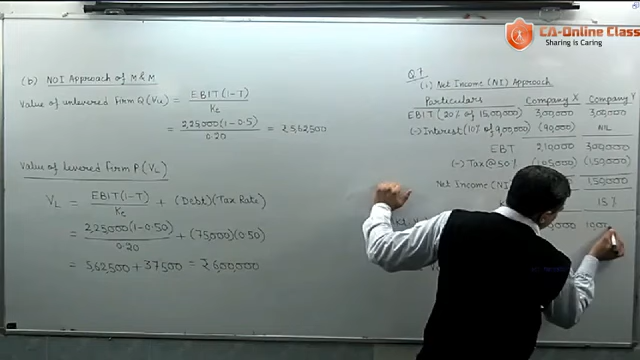 CA-Online Class
Sharing is Caring
(b) NOI Approach of M & M
Value of unlevered firm Q (Vu) = EBIT(1-T)
Ke
= 2,25,000(1-0.5) = ₹5,62,500
0.20
Value of levered firm P(VL)
VL = EBIT(1-T) + (Debt)(Tax Rate)
Ke
= 2,25,000(1-0.50) + (75,000)(0.50)
0.20
= 5,62,500 + 37,500 = ₹6,00,000
Q7
(i) Net Income (NI) Approach
Particulars Company X Company Y
EBIT (20% of 15,00,000) 3,00,000 3,00,000
(-) Interest (10% of 9,00,000) (90,000) NIL
EBT 2,10,000 3,00,000
(-) Tax @ 50% (1,05,000) (1,50,000)
Net Income (NI) 1,50,000
15%